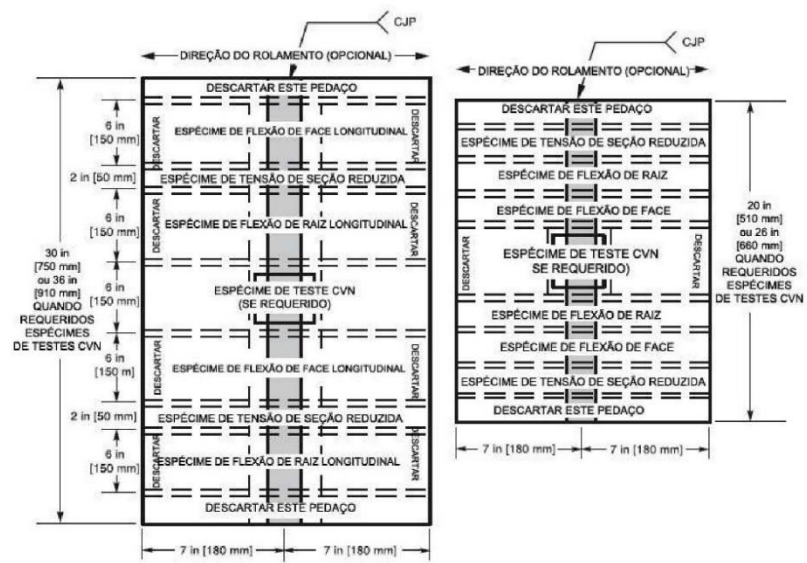 CJP
DIREÇÃO DO ROLAMENTO (OPCIONAL)
DESCARTAR ESTE PEDAÇO
6 in
[150 mm]
DESCARTAR
ESPÉCIME DE FLEXÃO DE FACE LONGITUDINAL
DESCARTAR
2 in [50 mm]
ESPÉCIME DE TENSÃO DE SEÇÃO REDUZIDA
6 in
[150 mm]
DESCARTAR
ESPÉCIME DE FLEXÃO DE RAIZ LONGITUDINAL
DESCARTAR
30 in
[750 mm]
ou 36 in
[910 mm]
QUANDO
REQUERIDOS
ESPÉCIMES
DE TESTES CVN
6 in
[150 mm]
ESPÉCIME DE TESTE CVN
(SE REQUERIDO)
6 in
[150 m]
DESCARTAR
ESPÉCIME DE FLEXÃO DE FACE LONGITUDINAL
DESCARTAR
2 in [50 mm]
ESPÉCIME DE TENSÃO DE SEÇÃO REDUZIDA
6 in
[150 mm]
DESCARTAR
ESPÉCIME DE FLEXÃO DE RAIZ LONGITUDINAL
DESCARTAR
DESCARTAR ESTE PEDAÇO
7 in [180 mm]
7 in [180 mm]
CJP
DIREÇÃO DO ROLAMENTO (OPCIONAL)
DESCARTAR ESTE PEDAÇO
ESPÉCIME DE TENSÃO DE SEÇÃO REDUZIDA
ESPÉCIME DE FLEXÃO DE RAIZ
ESPÉCIME DE FLEXÃO DE FACE
DESCARTAR
ESPÉCIME DE TESTE CVN
SE REQUERIDO)
DESCARTAR
20 in
[510 mm]
ou 26 in
[660 mm]
QUANDO
REQUERIDOS
ESPÉCIMES
DE TESTES CVN
ESPÉCIME DE FLEXÃO DE RAIZ
ESPÉCIME DE FLEXÃO DE FACE
ESPÉCIME DE TENSÃO DE SEÇÃO REDUZIDA
DESCARTAR ESTE PEDAÇO
7 in [180 mm]
7 in [180 mm]